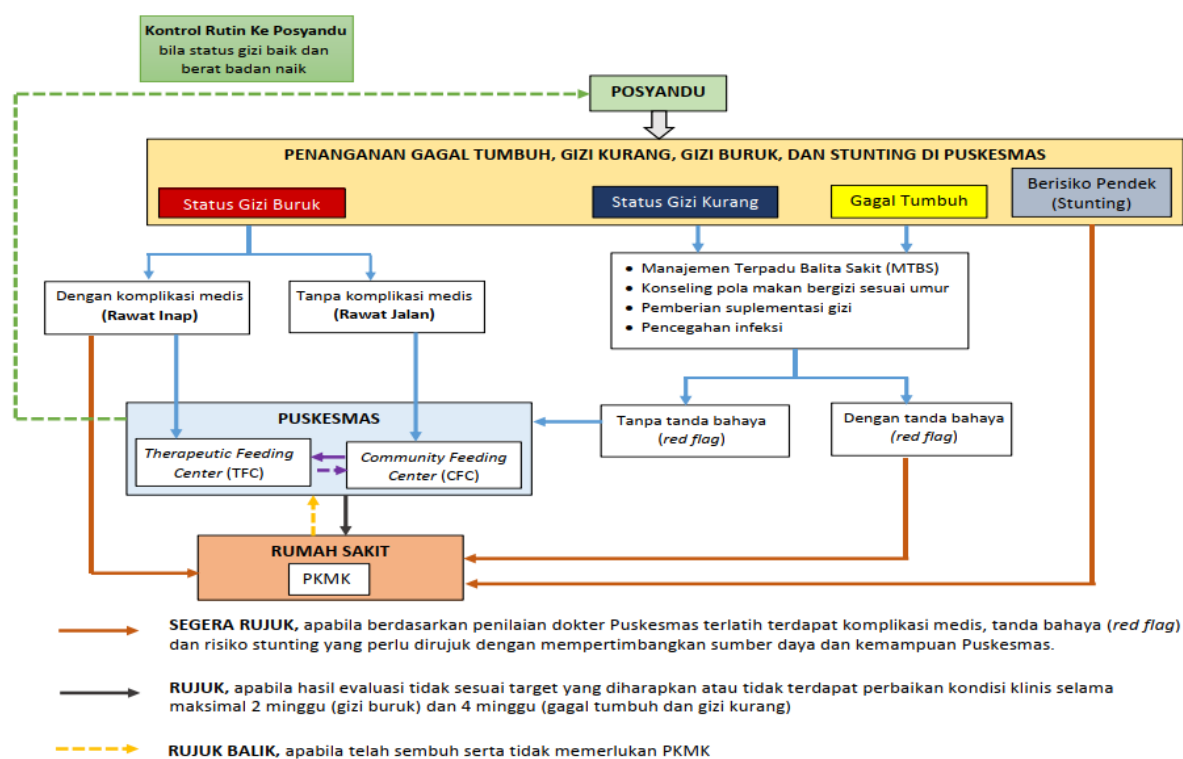 Kontrol Rutin Ke Posyandu
bila status gizi baik dan
berat badan naik
POSYANDU
PENANGANAN GAGAL TUMBUH, GIZI KURANG, GIZI BURUK, DAN STUNTING DI PUSKESMAS
Status Gizi Buruk
Status Gizi Kurang
Gagal Tumbuh
Berisiko Pendek
(Stunting)
Dengan komplikasi medis
(Rawat Inap)
Tanpa komplikasi medis
(Rawat Jalan)
• Manajemen Terpadu Balita Sakit (MTBS)
• Konseling pola makan bergizi sesuai umur
• Pemberian suplementasi gizi
• Pencegahan infeksi
PUSKESMAS
Therapeutic Feeding
Center (TFC)
Community Feeding
Center (CFC)
Tanpa tanda bahaya
(red flag)
Dengan tanda bahaya
(red flag)
RUMAH SAKIT
PKMK
SEGERA RUJUK, apabila berdasarkan penilaian dokter Puskesmas terlatih terdapat komplikasi medis, tanda bahaya (red flag)
dan risiko stunting yang perlu dirujuk dengan mempertimbangkan sumber daya dan kemampuan Puskesmas.
RUJUK, apabila hasil evaluasi tidak sesuai target yang diharapkan atau tidak terdapat perbaikan kondisi klinis selama
maksimal 2 minggu (gizi buruk) dan 4 minggu (gagal tumbuh dan gizi kurang)
RUJUK BALIK, apabila telah sembuh serta tidak memerlukan PKMK